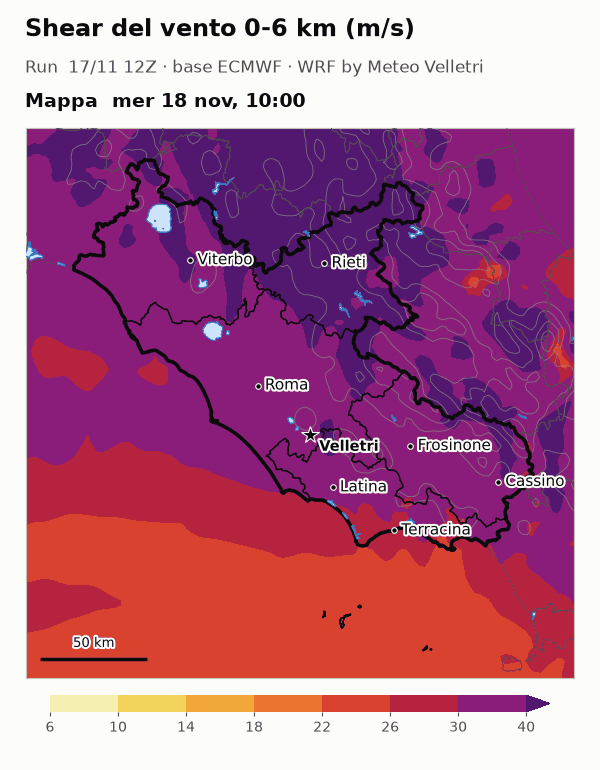 Shear del vento 0-6 km (m/s)
Run  17/11 12Z · base ECMWF · WRF by Meteo Velletri
Mappa  mer 18 nov, 10:00
Viterbo
Rieti
Roma
Velletri
Frosinone
Cassino
Latina
Terracina
50 km
6 10 14 18 22 26 30 40